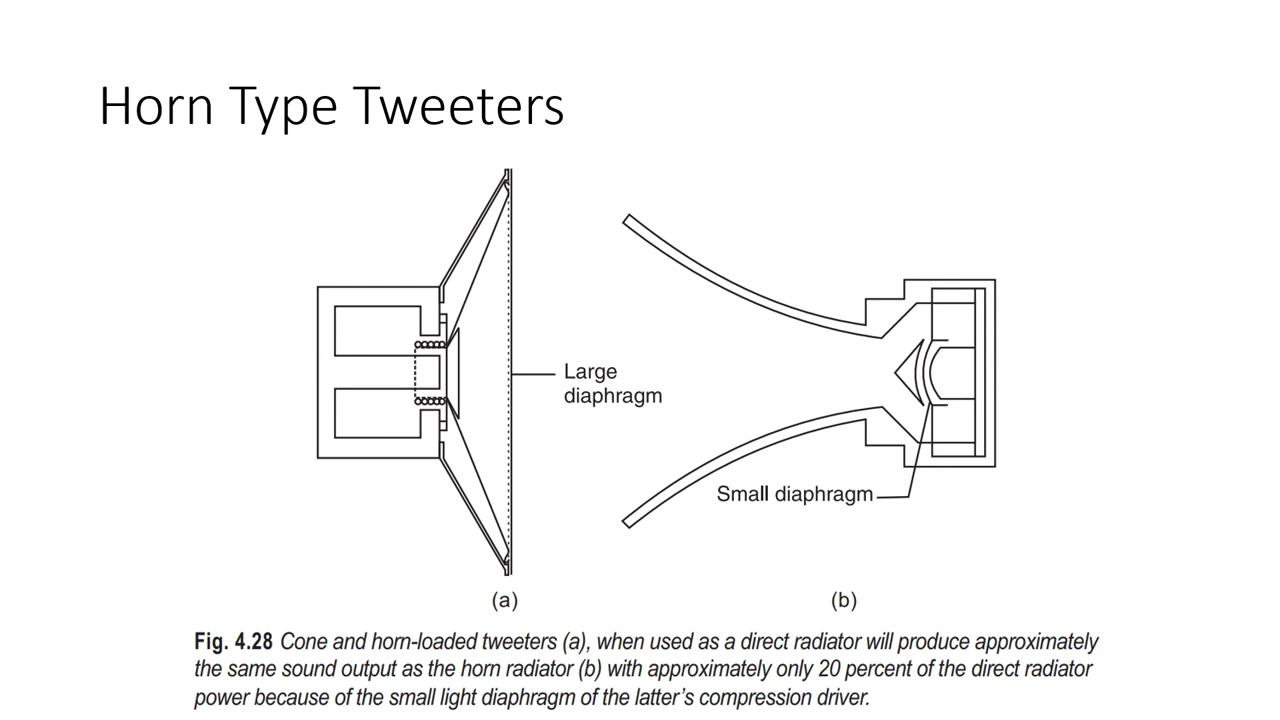 Horn Type Tweeters
Large
diaphragm
Small diaphragm
(a)
(b)
Fig. 4.28 Cone and horn-loaded tweeters (a), when used as a direct radiator will produce approximately
the same sound output as the horn radiator (b) with approximately only 20 percent of the direct radiator
power because of the small light diaphragm of the latter's compression driver.